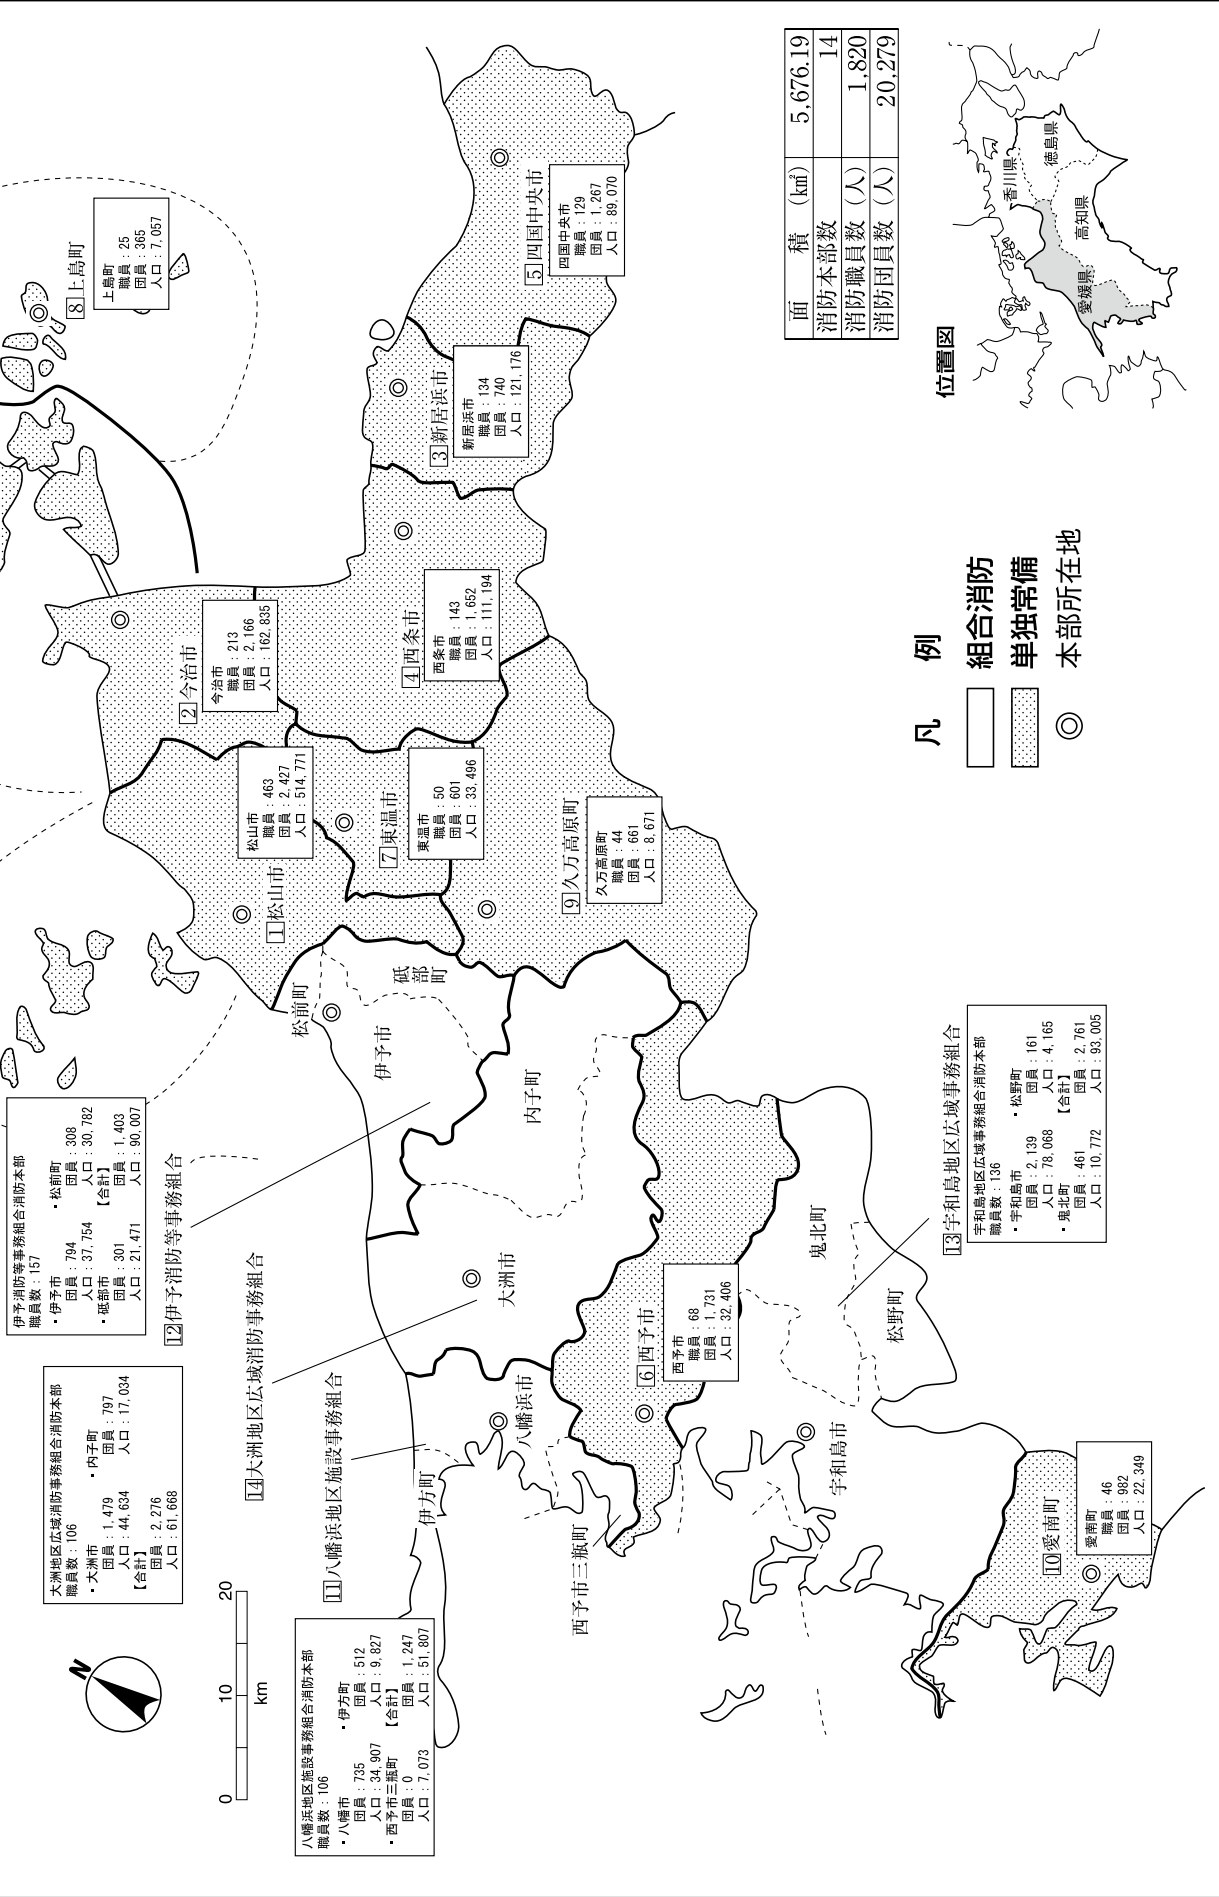 伊予消防等事務組合消防本部
職員数：157
・伊予市
団員：794
人口：37,754
・砥部市
団員：301
人口：21,471
・松前町
団員：308
人口：30,782
【合計】
団員：1,403
人口：90,007
12伊予消防等事務組合
大洲地区広域消防事務組合消防本部
職員数：106
・大洲市
団員：1,479
人口：44,634
・内子町
団員：797
人口：17,034
【合計】
団員：2,276
人口：61,668
14大洲地区広域消防事務組合
八幡浜地区施設事務組合消防本部
職員数：106
・八幡市
団員：735
人口：34,907
・西予市三瓶町
団員：0
人口：7,073
・伊方町
団員：512
人口：9,827
【合計】
団員：1,247
人口：51,807
11八幡浜地区施設事務組合
N
0 10 20
km
8上島町
上島町
職員：25
団員：365
人口：7,057
2今治市
今治市
職員：213
団員：2,166
人口：162,835
1松山市
松山市
職員：463
団員：2,427
人口：514,771
7東温市
東温市
職員：50
団員：601
人口：33,496
4西条市
西条市
職員：143
団員：1,652
人口：111,194
3新居浜市
新居浜市
職員：134
団員：740
人口：121,176
5四国中央市
四国中央市
職員：129
団員：1,267
人口：89,070
9久万高原町
久万高原町
職員：44
団員：661
人口：8,671
松前町
砥部町
伊予市
内子町
大洲市
八幡浜市
伊方町
西予市三瓶町
6西予市
西予市
職員：68
団員：1,731
人口：32,406
鬼北町
松野町
宇和島市
13宇和島地区広域事務組合
宇和島地区広域事務組合消防本部
職員数：136
・宇和島市
団員：2,139
人口：78,068
・鬼北町
団員：461
人口：10,772
・松野町
団員：161
人口：4,165
【合計】
団員：2,761
人口：93,005
10愛南町
愛南町
職員：46
団員：982
人口：22,349
面積（km²） 5,676.19
消防本部数 14
消防職員数（人） 1,820
消防団員数（人） 20,279
凡例
組合消防
単独常備
本部所在地
位置図
香川県
徳島県
高知県
愛媛県